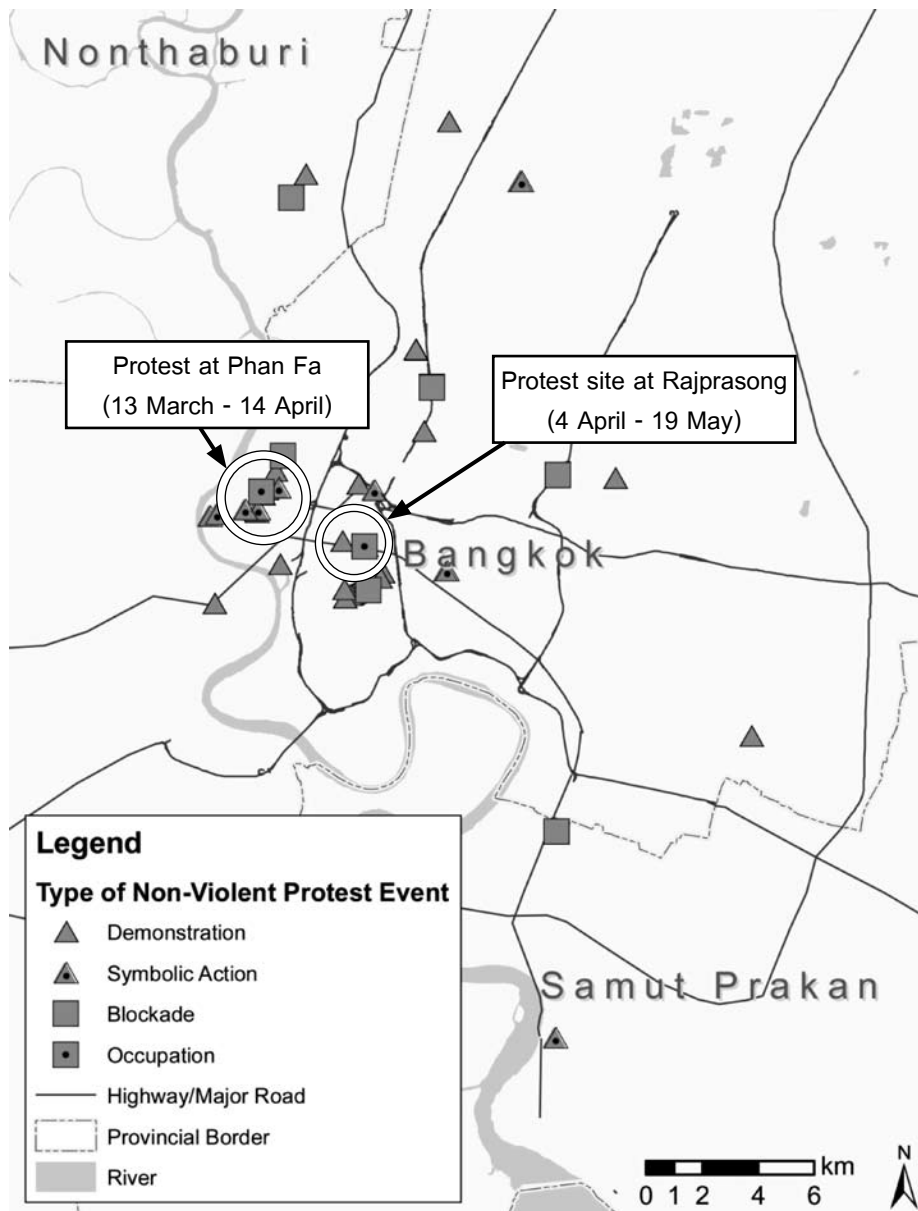 Nonthaburi
Protest at Phan Fa
(13 March - 14 April)
Protest site at Rajprasong
(4 April - 19 May)
Bangkok
Samut Prakan
Legend
Type of Non-Violent Protest Event
Demonstration
Symbolic Action
Blockade
Occupation
Highway/Major Road
Provincial Border
River
km
0 1 2 4 6
N